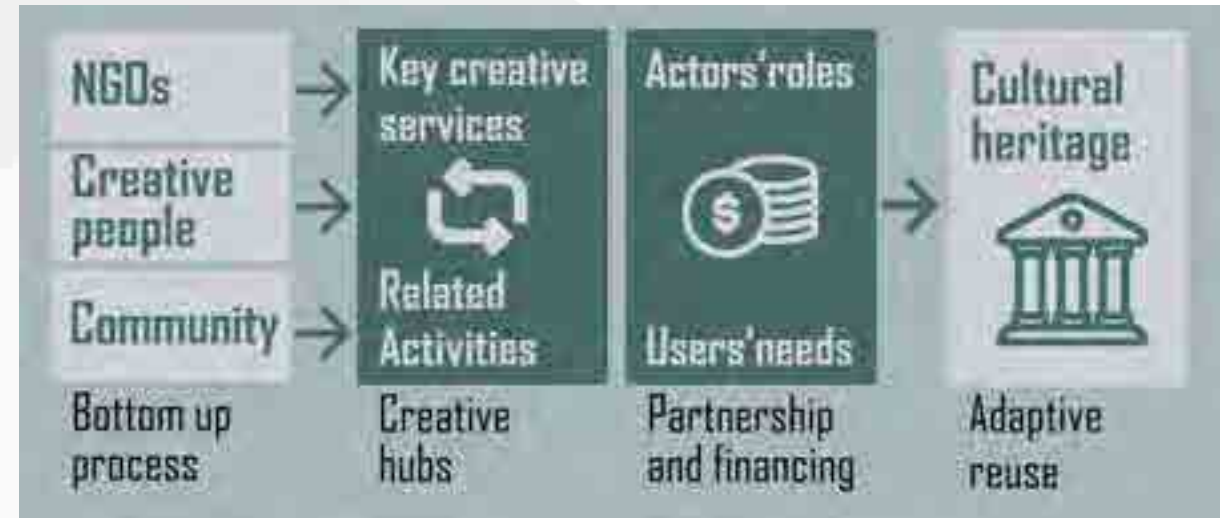 NGOs
Creative
people
Community
Bottom up
process
Key creative
services
Related
Activities
Creative
hubs
Actors'roles
$
Users'needs
Partnership
and financing
Cultural
heritage
Adaptive
reuse